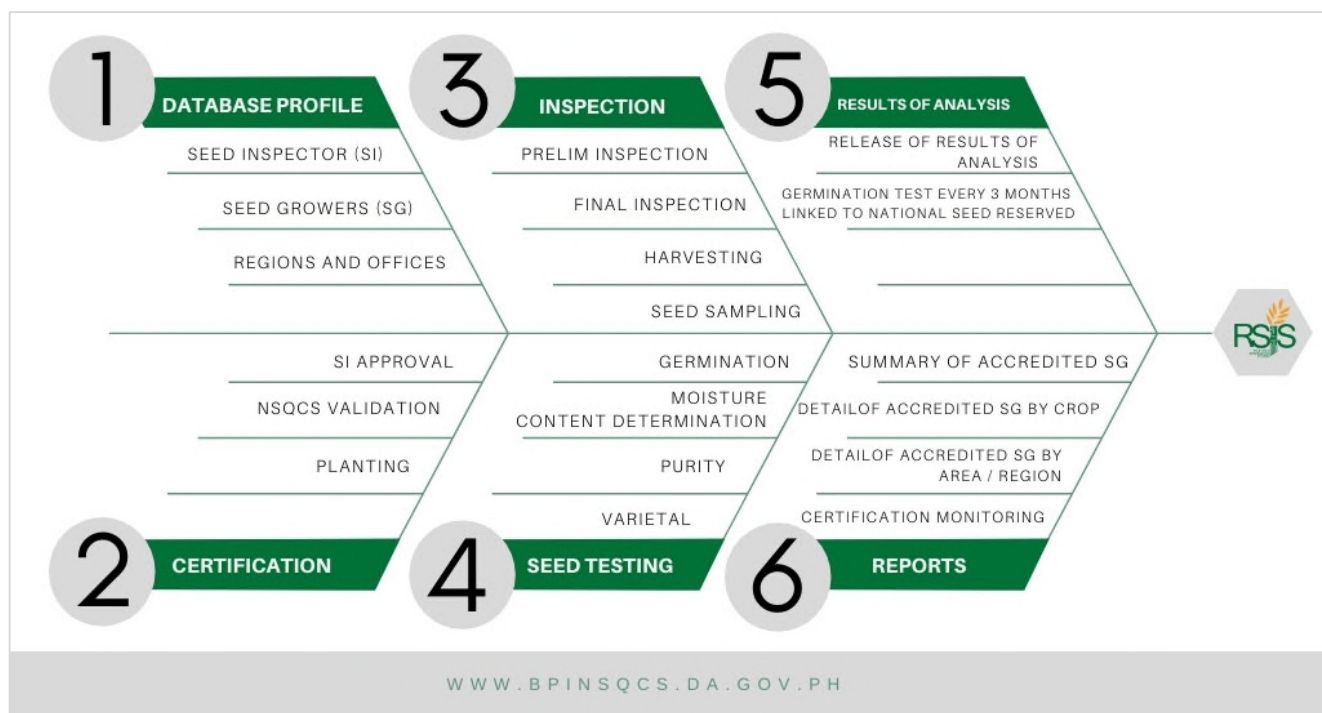 1
DATABASE PROFILE
SEED INSPECTOR (SI)
SEED GROWERS (SG)
REGIONS AND OFFICES
3
INSPECTION
PRELIM INSPECTION
FINAL INSPECTION
HARVESTING
SEED SAMPLING
5
RESULTS OF ANALYSIS
RELEASE OF RESULTS OF
ANALYSIS
GERMINATION TEST EVERY 3 MONTHS
LINKED TO NATIONAL SEED RESERVED
RSIS
SI APPROVAL
NSQCS VALIDATION
PLANTING
2
CERTIFICATION
GERMINATION
MOISTURE
CONTENT DETERMINATION
PURITY
VARIETAL
4
SEED TESTING
SUMMARY OF ACCREDITED SG
DETAILOF ACCREDITED SG BY CROP
DETAILOF ACCREDITED SG BY
AREA / REGION
CERTIFICATION MONITORING
6
REPORTS
WWW.BPINSQCS.DA.GOV.PH